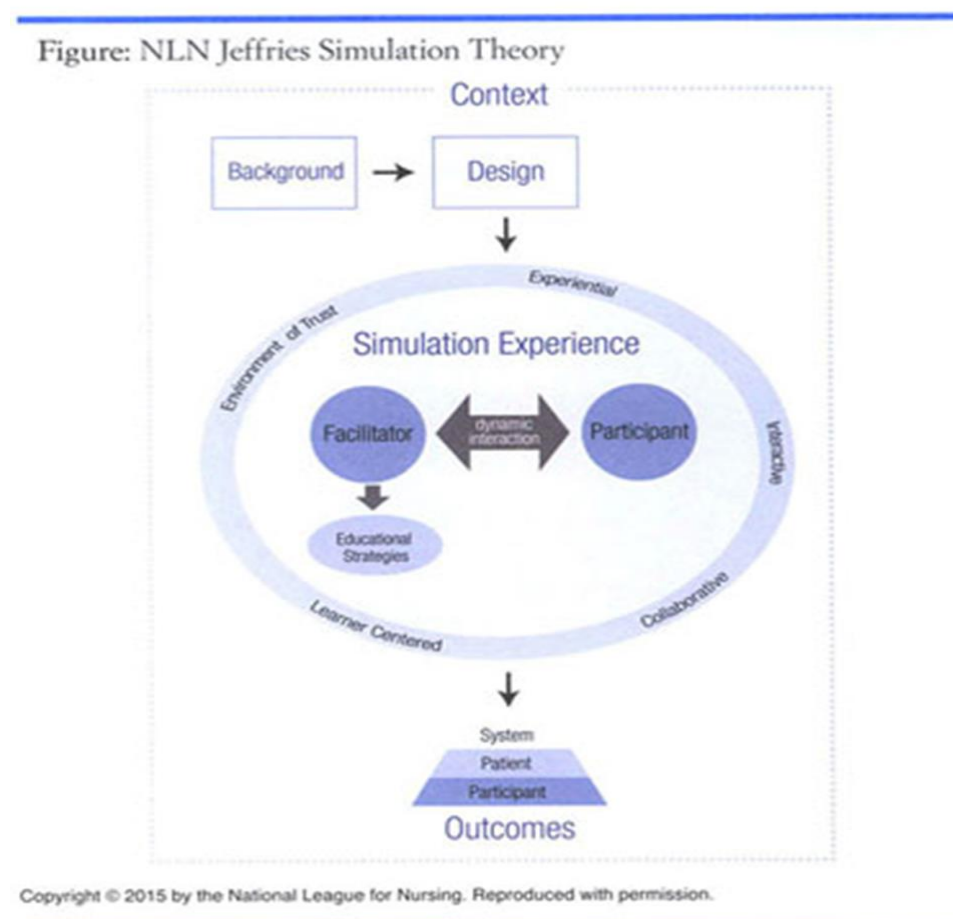 Figure: NLN Jeffries Simulation Theory
Context
Background
Design
Experiential
Environment of Trust
Simulation Experience
Facilitator
dynamic
interaction
Participant
Interactive
Educational
Strategies
Collaborative
Learner Centered
System
Patient
Participant
Outcomes
Copyright © 2015 by the National League for Nursing. Reproduced with permission.